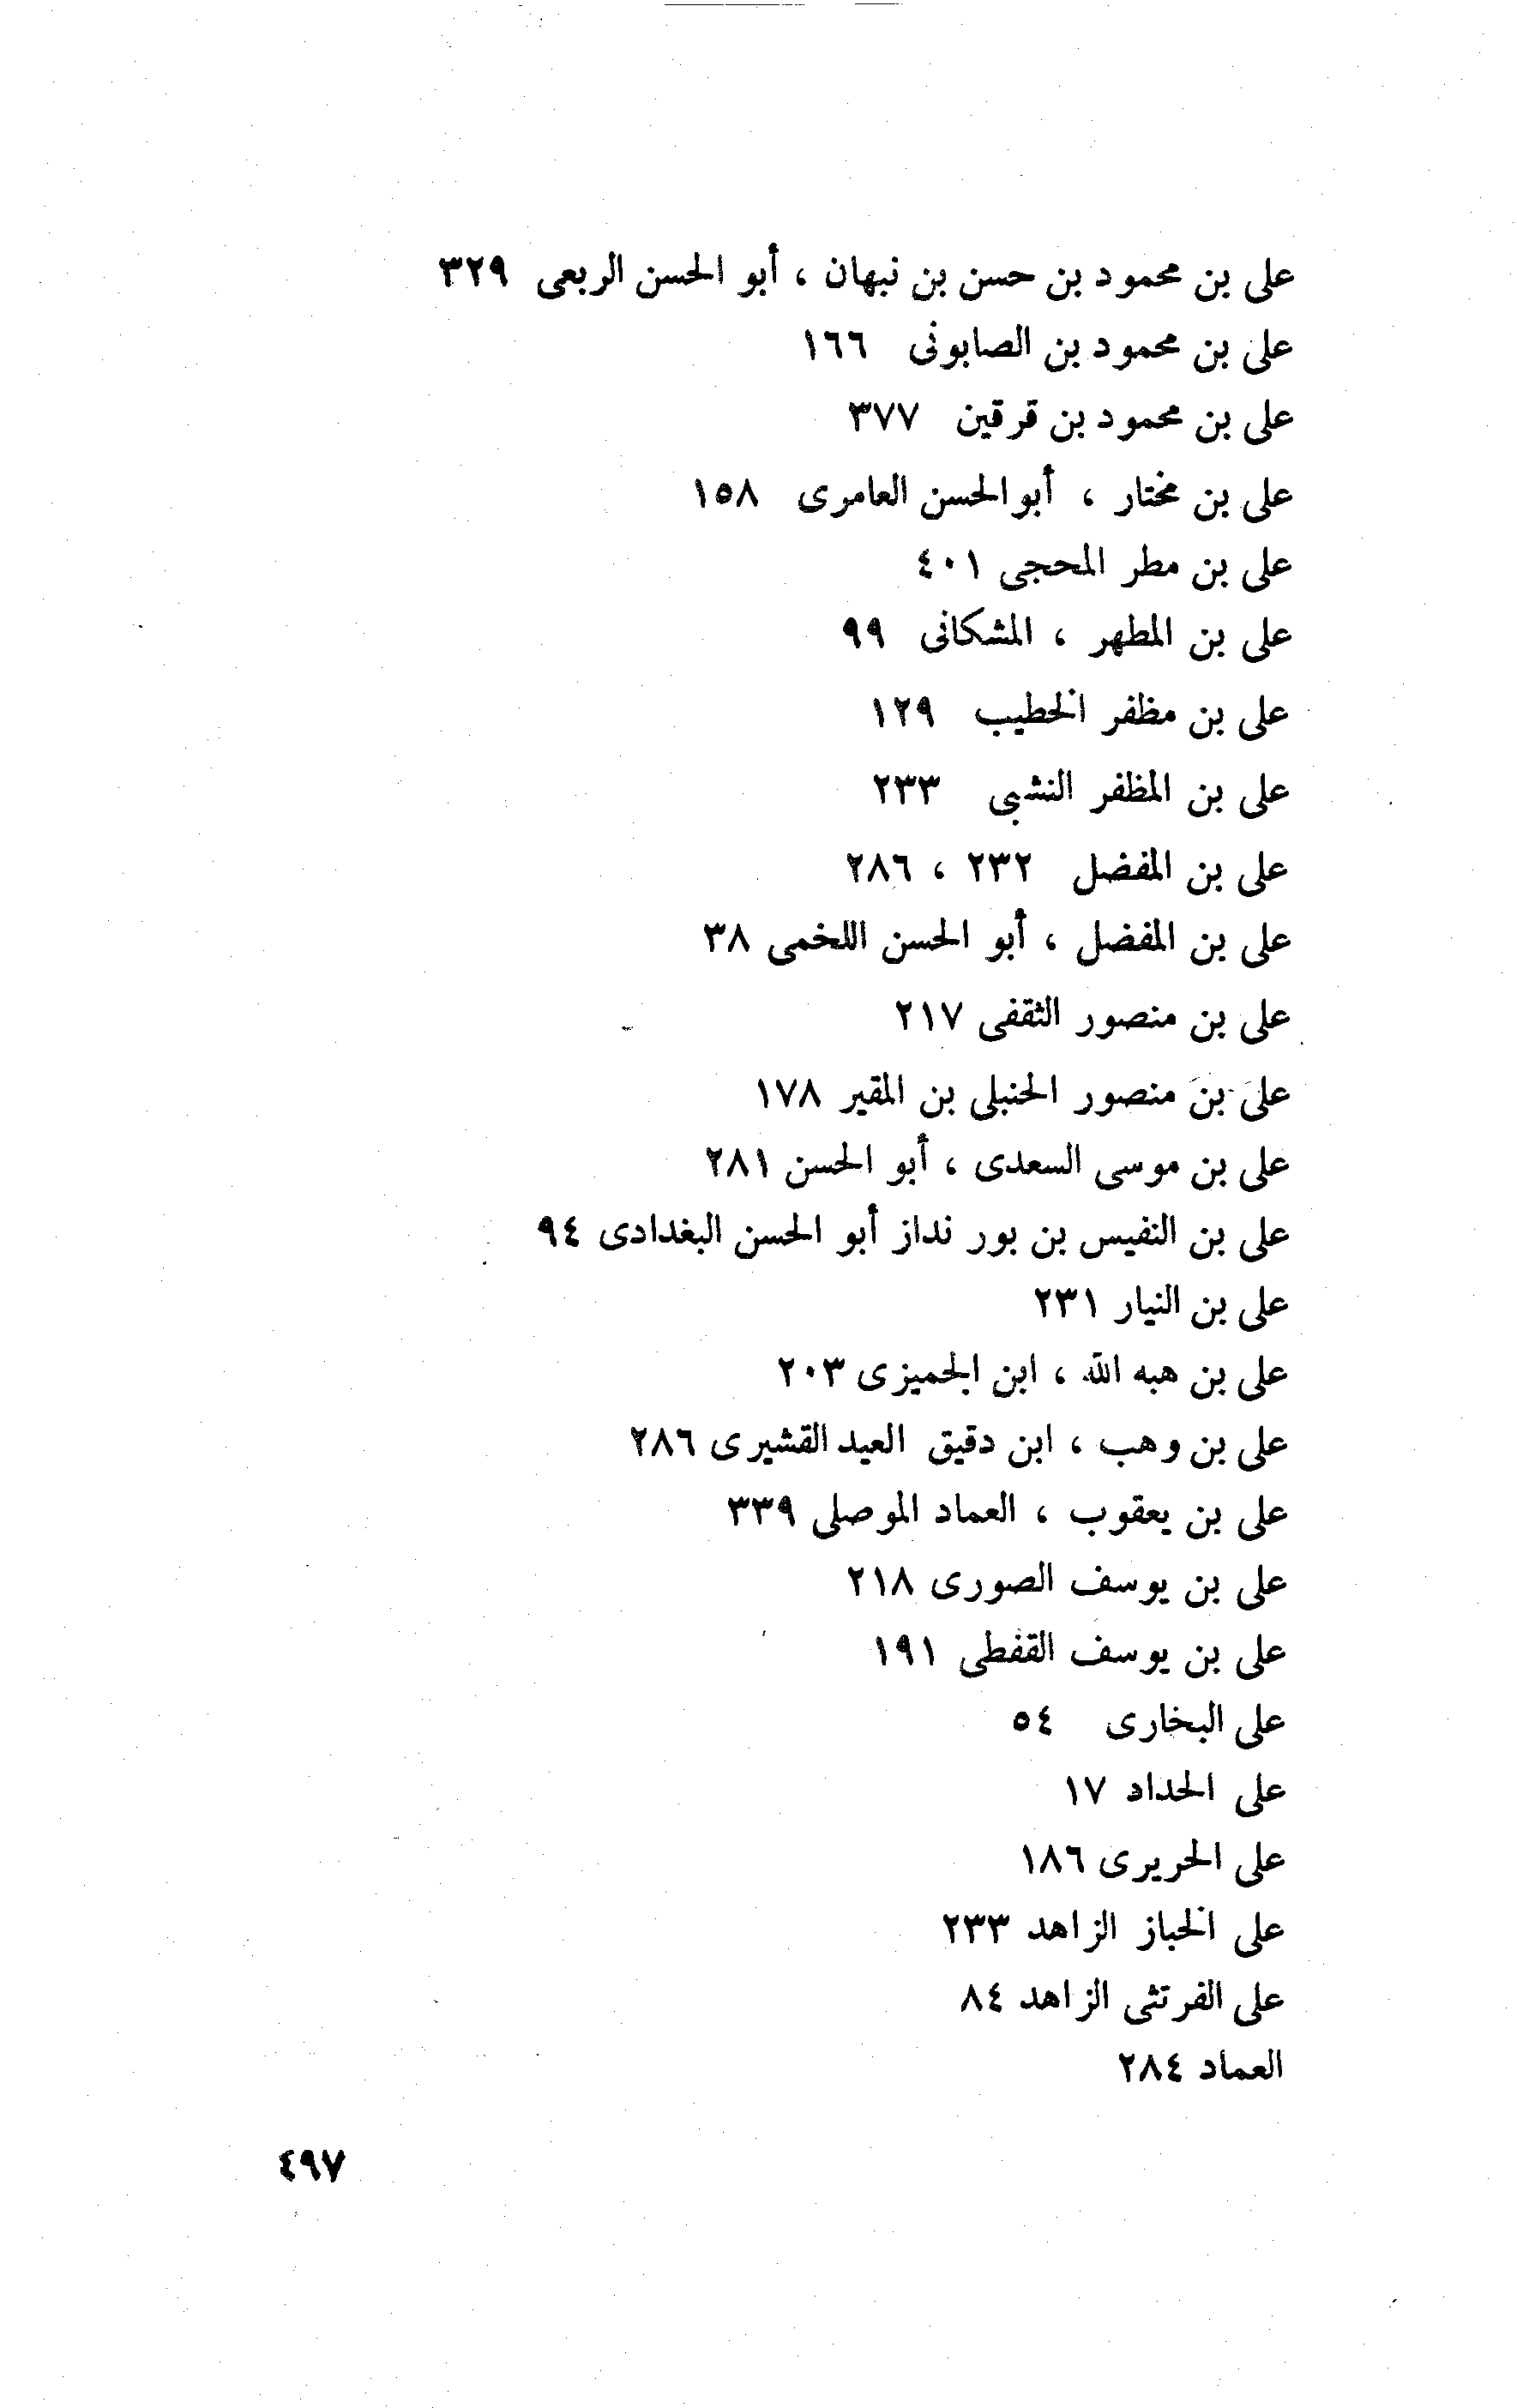 على بن محمود بن حسن بن نبهان ، أبو الحسن الربعى ٣٢٩
على بن محمود بن الصابونى ١٦٦
على بن محمود بن قرقين ٣٧٧
على بن مختار ، أبو الحسن العامرى ١٥٨
على بن مطر المحجى ٤٠١
على بن المطهر ، المشكانى ٩٩
على بن مظفر الخطيب ١٢٩
على بن المظفر النشبى ٢٣٣
على بن المفضل ٢٣٢ ، ٢٨٦
على بن المفضل ، أبو الحسن اللخمى ٣٨
على بن منصور الثقفى ٢١٧
على بن منصور الحنبلى بن المقير ١٧٨
على بن موسى السعدى ، أبو الحسن ٢٨١
على بن النفيس بن بور نداز أبو الحسن البغدادى ٩٤
على بن النيار ٢٣١
على بن هبه الله ، ابن الجميزى ٢٠٣
على بن وهب ، ابن دقيق العيد القشيرى ٢٨٦
على بن يعقوب ، العماد الموصلى ٣٣٩
على بن يوسف الصورى ٢١٨
على بن يوسف القفطى ١٩١
على البخارى ٥٤
على الحداد ١٧
على الحريرى ١٨٦
على الخباز الزاهد ٢٣٣
على الفرتثى الزاهد ٨٤
العماد ٢٨٤
٤٩٧